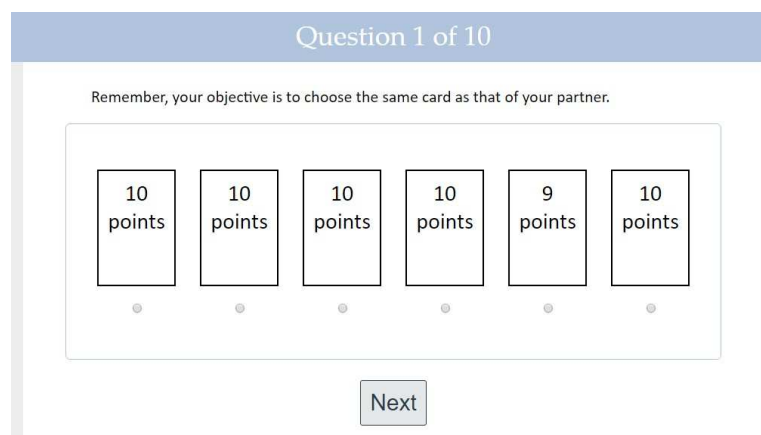 Question 1 of 10
Remember, your objective is to choose the same card as that of your partner.
10 10 10 10 9 10
points points points points points points
Next